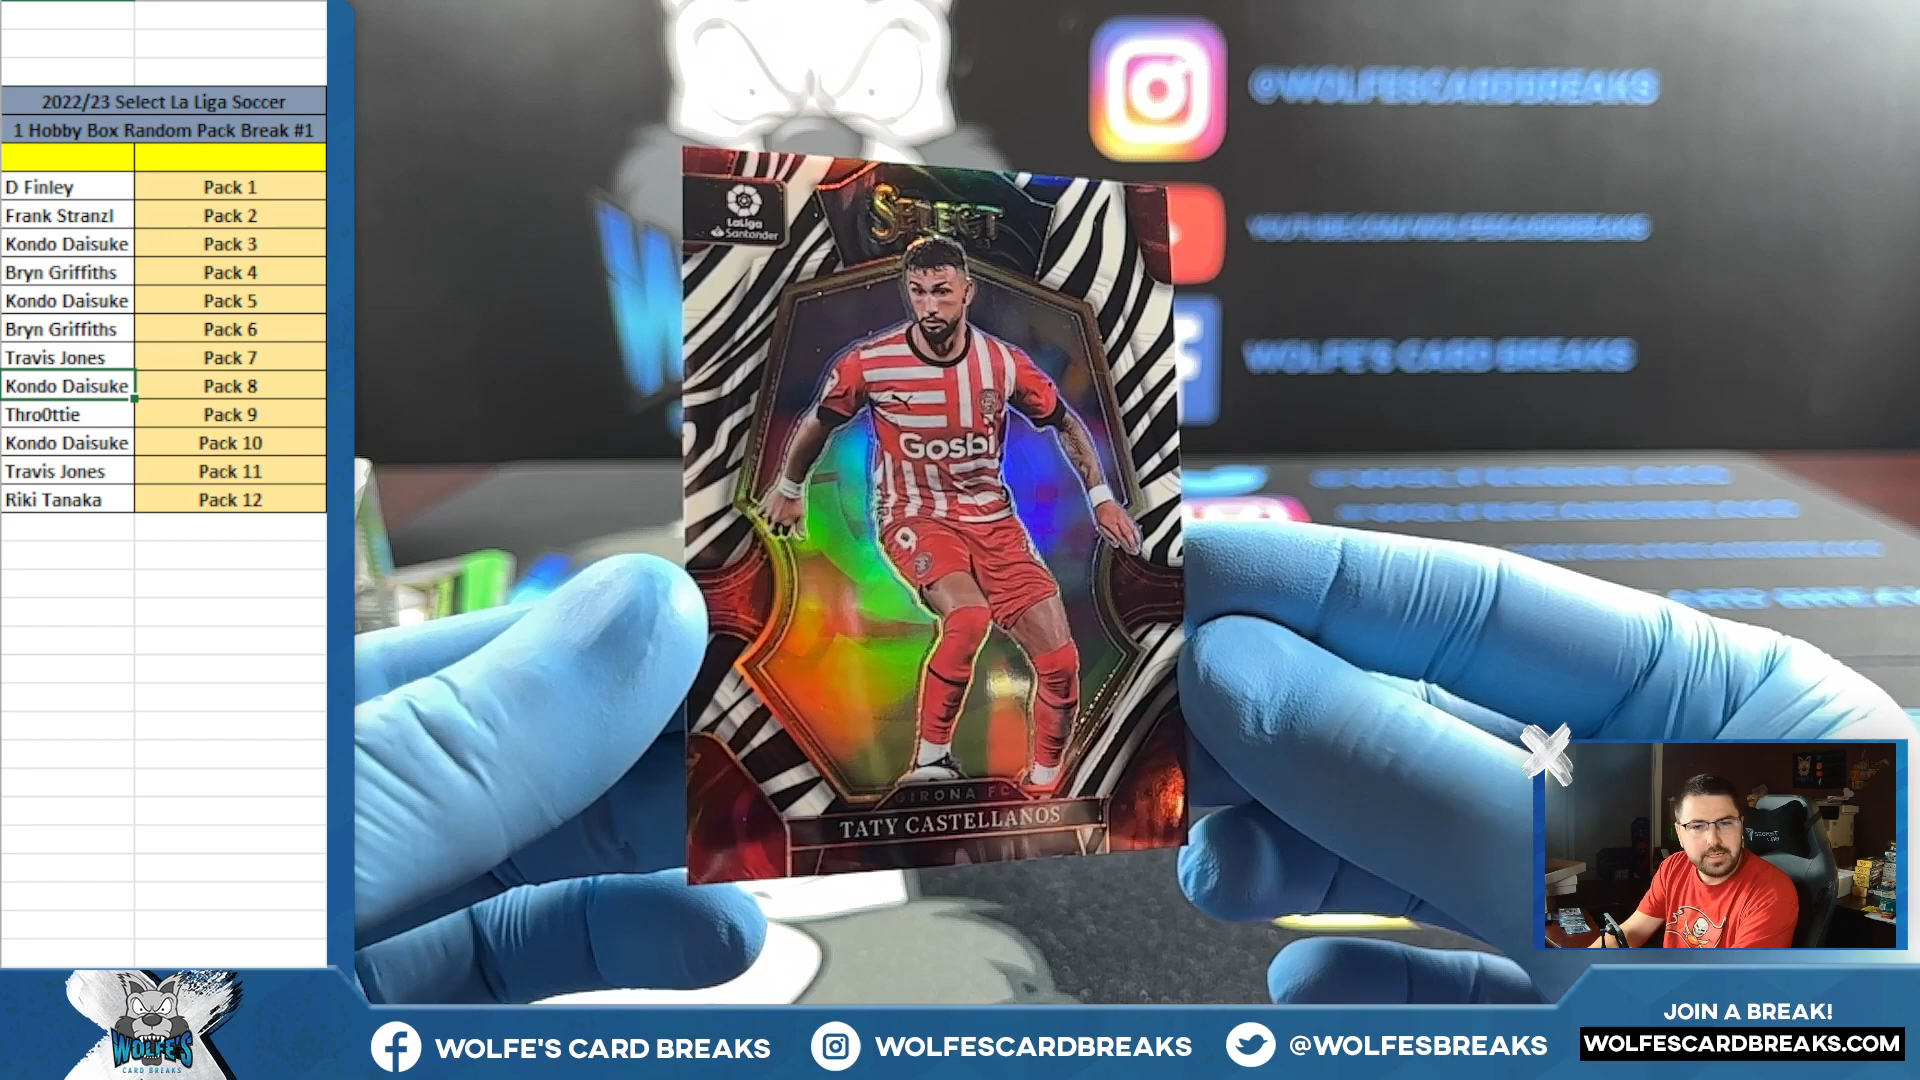 2022/23 Select La Liga Soccer
1 Hobby Box Random Pack Break #1
D Finley Pack 1
Frank Stranzl Pack 2
Kondo Daisuke Pack 3
Bryn Griffiths Pack 4
Kondo Daisuke Pack 5
Bryn Griffiths Pack 6
Travis Jones Pack 7
Kondo Daisuke Pack 8
Thro0ttie Pack 9
Kondo Daisuke Pack 10
Travis Jones Pack 11
Riki Tanaka Pack 12
@WOLFESCARDBREAKS
YOUTUBE.COM/WOLFESCARDBREAKS
WOLFE'S CARD BREAKS
LaLiga
Santander
SELECT
Gosbi
9
GIRONA FC
TATY CASTELLANOS
WOLFE'S
CARD BREAKS
WOLFE'S CARD BREAKS
WOLFESCARDBREAKS
@WOLFESBREAKS
JOIN A BREAK!
WOLFESCARDBREAKS.COM